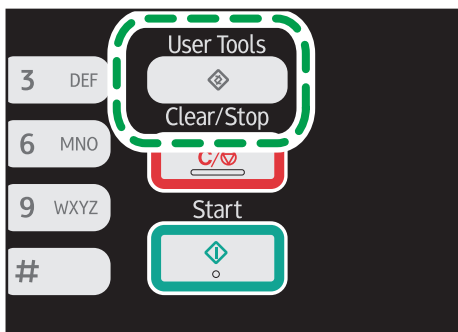 User Tools
3 DEF
Clear/Stop
6 MNO
C/
9 WXYZ
Start
#